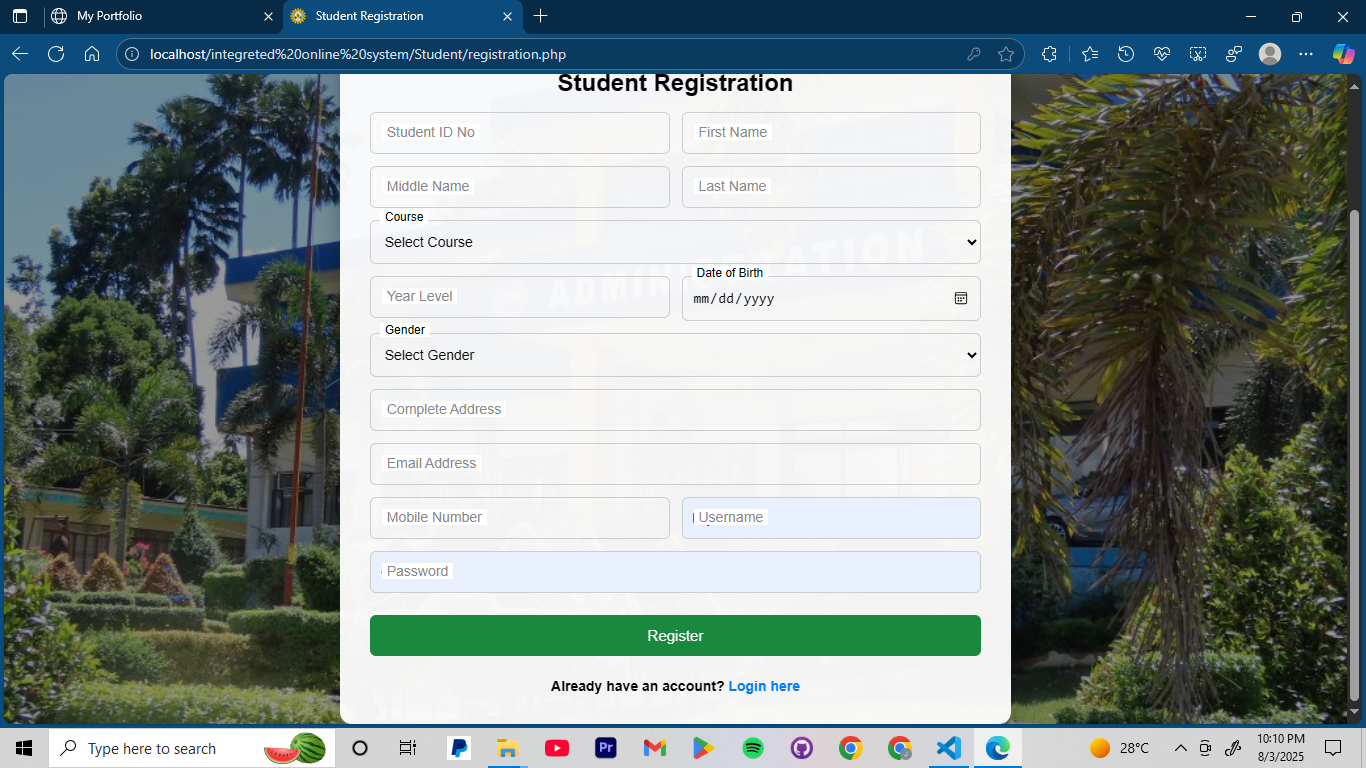 My Portfolio
Student Registration
localhost/integreted%20online%20system/Student/registration.php
Student Registration
Student ID No
First Name
Middle Name
Last Name
Course
Select Course
ADMINISTRATION
Year Level
Date of Birth
mm/dd/yyyy
Gender
Select Gender
Complete Address
Email Address
Mobile Number
Username
Password
Register
Already have an account? Login here
Type here to search
Pr
28°C
10:10 PM
8/3/2025